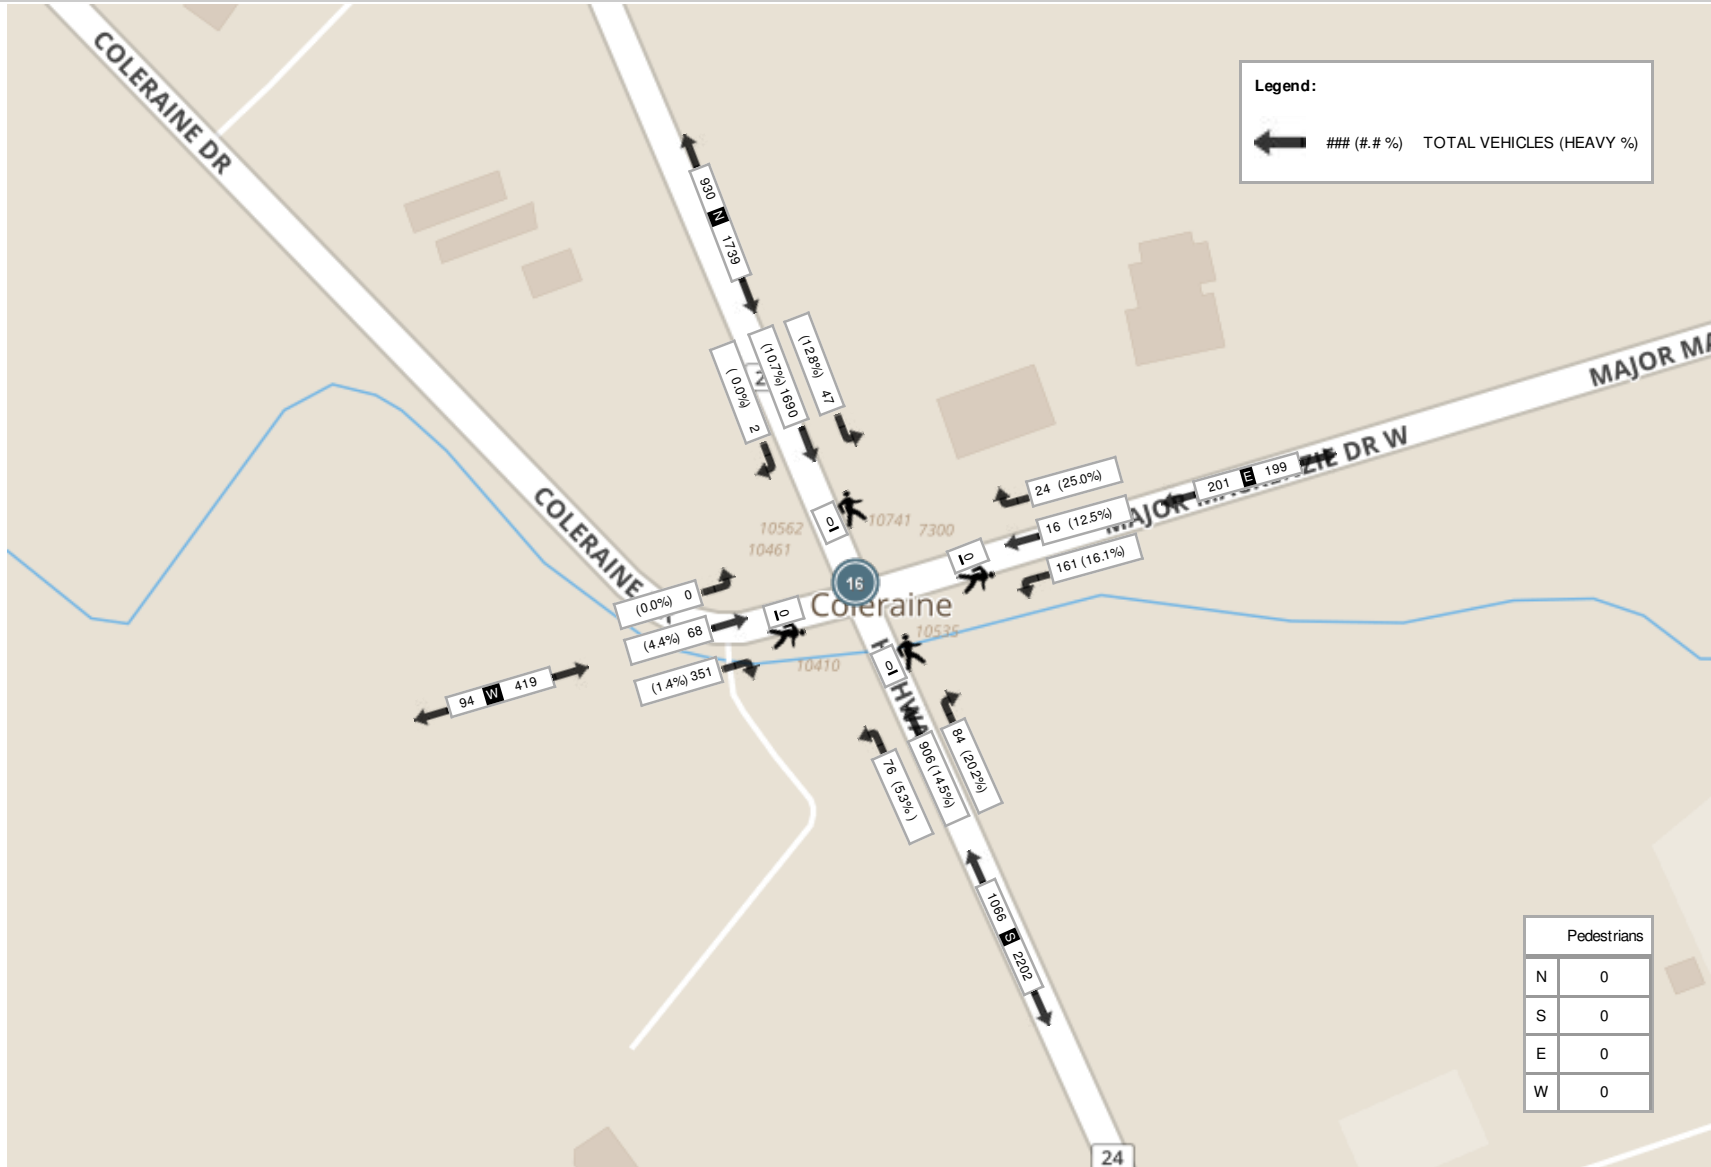 COLERAINE DR
Legend:
### (#.# %) TOTAL VEHICLES (HEAVY %)
930 N 1739
(0.0%) 2
(10.7%) 1690
(12.8%) 47
MAJOR MA
DR W
201 E 199
24 (25.0%)
16 (12.5%)
161 (16.1%)
COLERAINE
10562
10461
10741
7300
0
0
16
Coleraine
(0.0%) 0
(4.4%) 68
(1.4%) 351
0
0
10535
10410
94 W 419
76 (5.3%)
906 (14.5%)
84 (20.2%)
1066 S 2202
Pedestrians
N 0
S 0
E 0
W 0
24